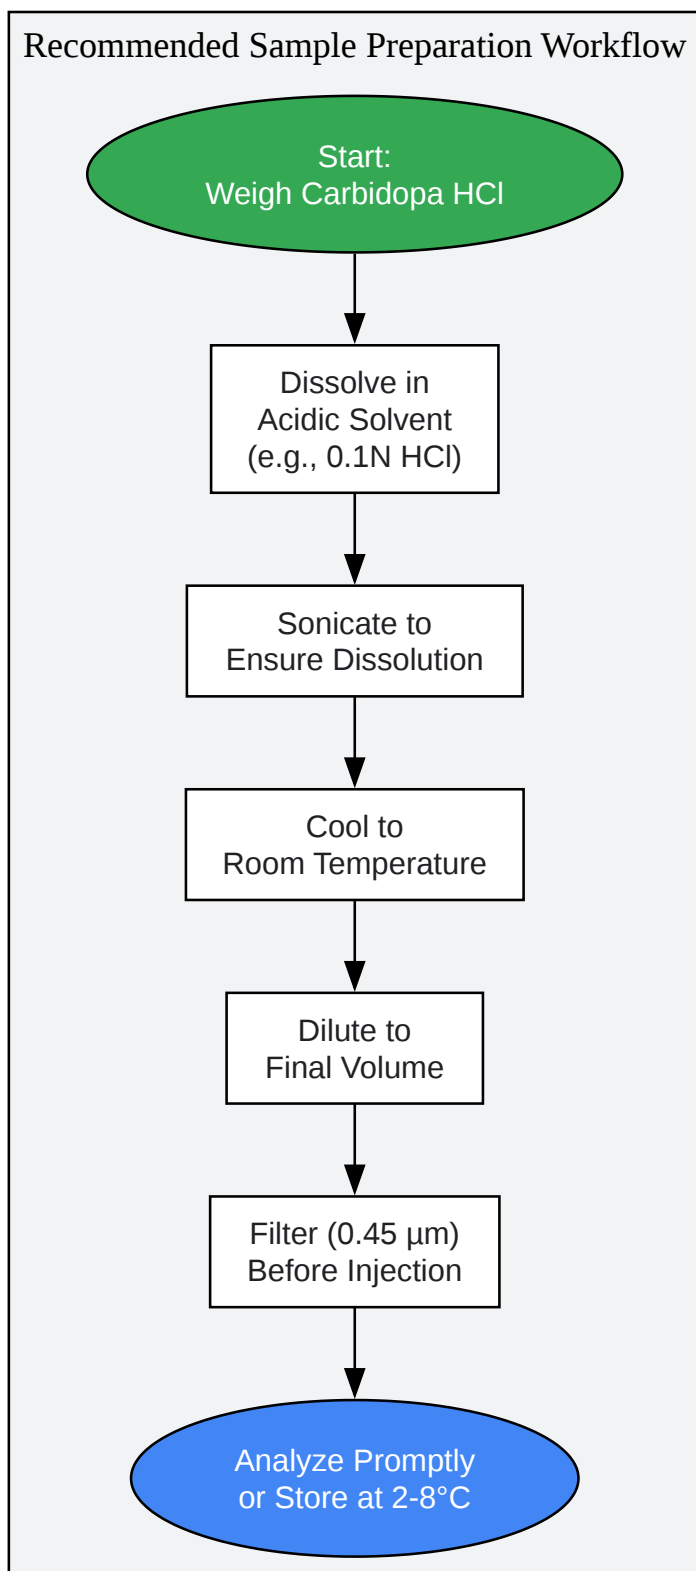 Recommended Sample Preparation Workflow
Start:
Weigh Carbidopa HCl
Dissolve in
Acidic Solvent
(e.g., 0.1N HCl)
Sonicate to
Ensure Dissolution
Cool to
Room Temperature
Dilute to
Final Volume
Filter (0.45 µm)
Before Injection
Analyze Promptly
or Store at 2-8°C